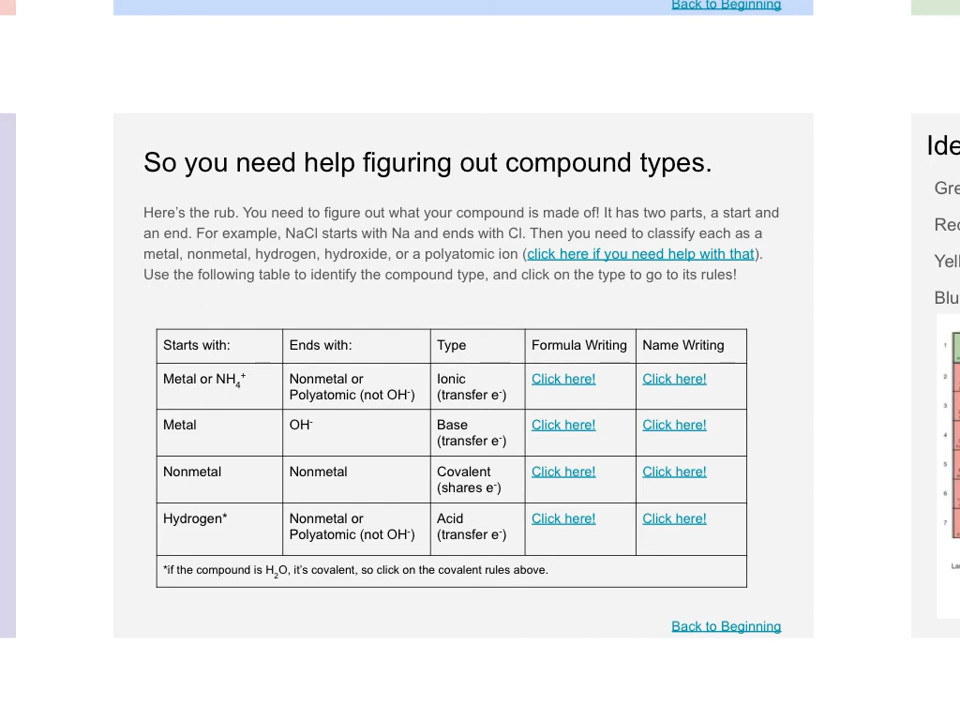 Back to Beginning
So you need help figuring out compound types.
Here's the rub. You need to figure out what your compound is made of! It has two parts, a start and
an end. For example, NaCl starts with Na and ends with Cl. Then you need to classify each as a
metal, nonmetal, hydrogen, hydroxide, or a polyatomic ion (click here if you need help with that).
Use the following table to identify the compound type, and click on the type to go to its rules!
Starts with: Ends with: Type Formula Writing Name Writing
Metal or NH₄⁺ Nonmetal or Ionic Click here! Click here!
Polyatomic (not OH⁻) (transfer e⁻)
Metal OH⁻ Base Click here! Click here!
(transfer e⁻)
Nonmetal Nonmetal Covalent Click here! Click here!
(shares e⁻)
Hydrogen* Nonmetal or Acid Click here! Click here!
Polyatomic (not OH⁻) (transfer e⁻)
*if the compound is H₂O, it's covalent, so click on the covalent rules above.
Back to Beginning
Ide
Gre
Rec
Yell
Blu
1
2
3
4
5
6
7